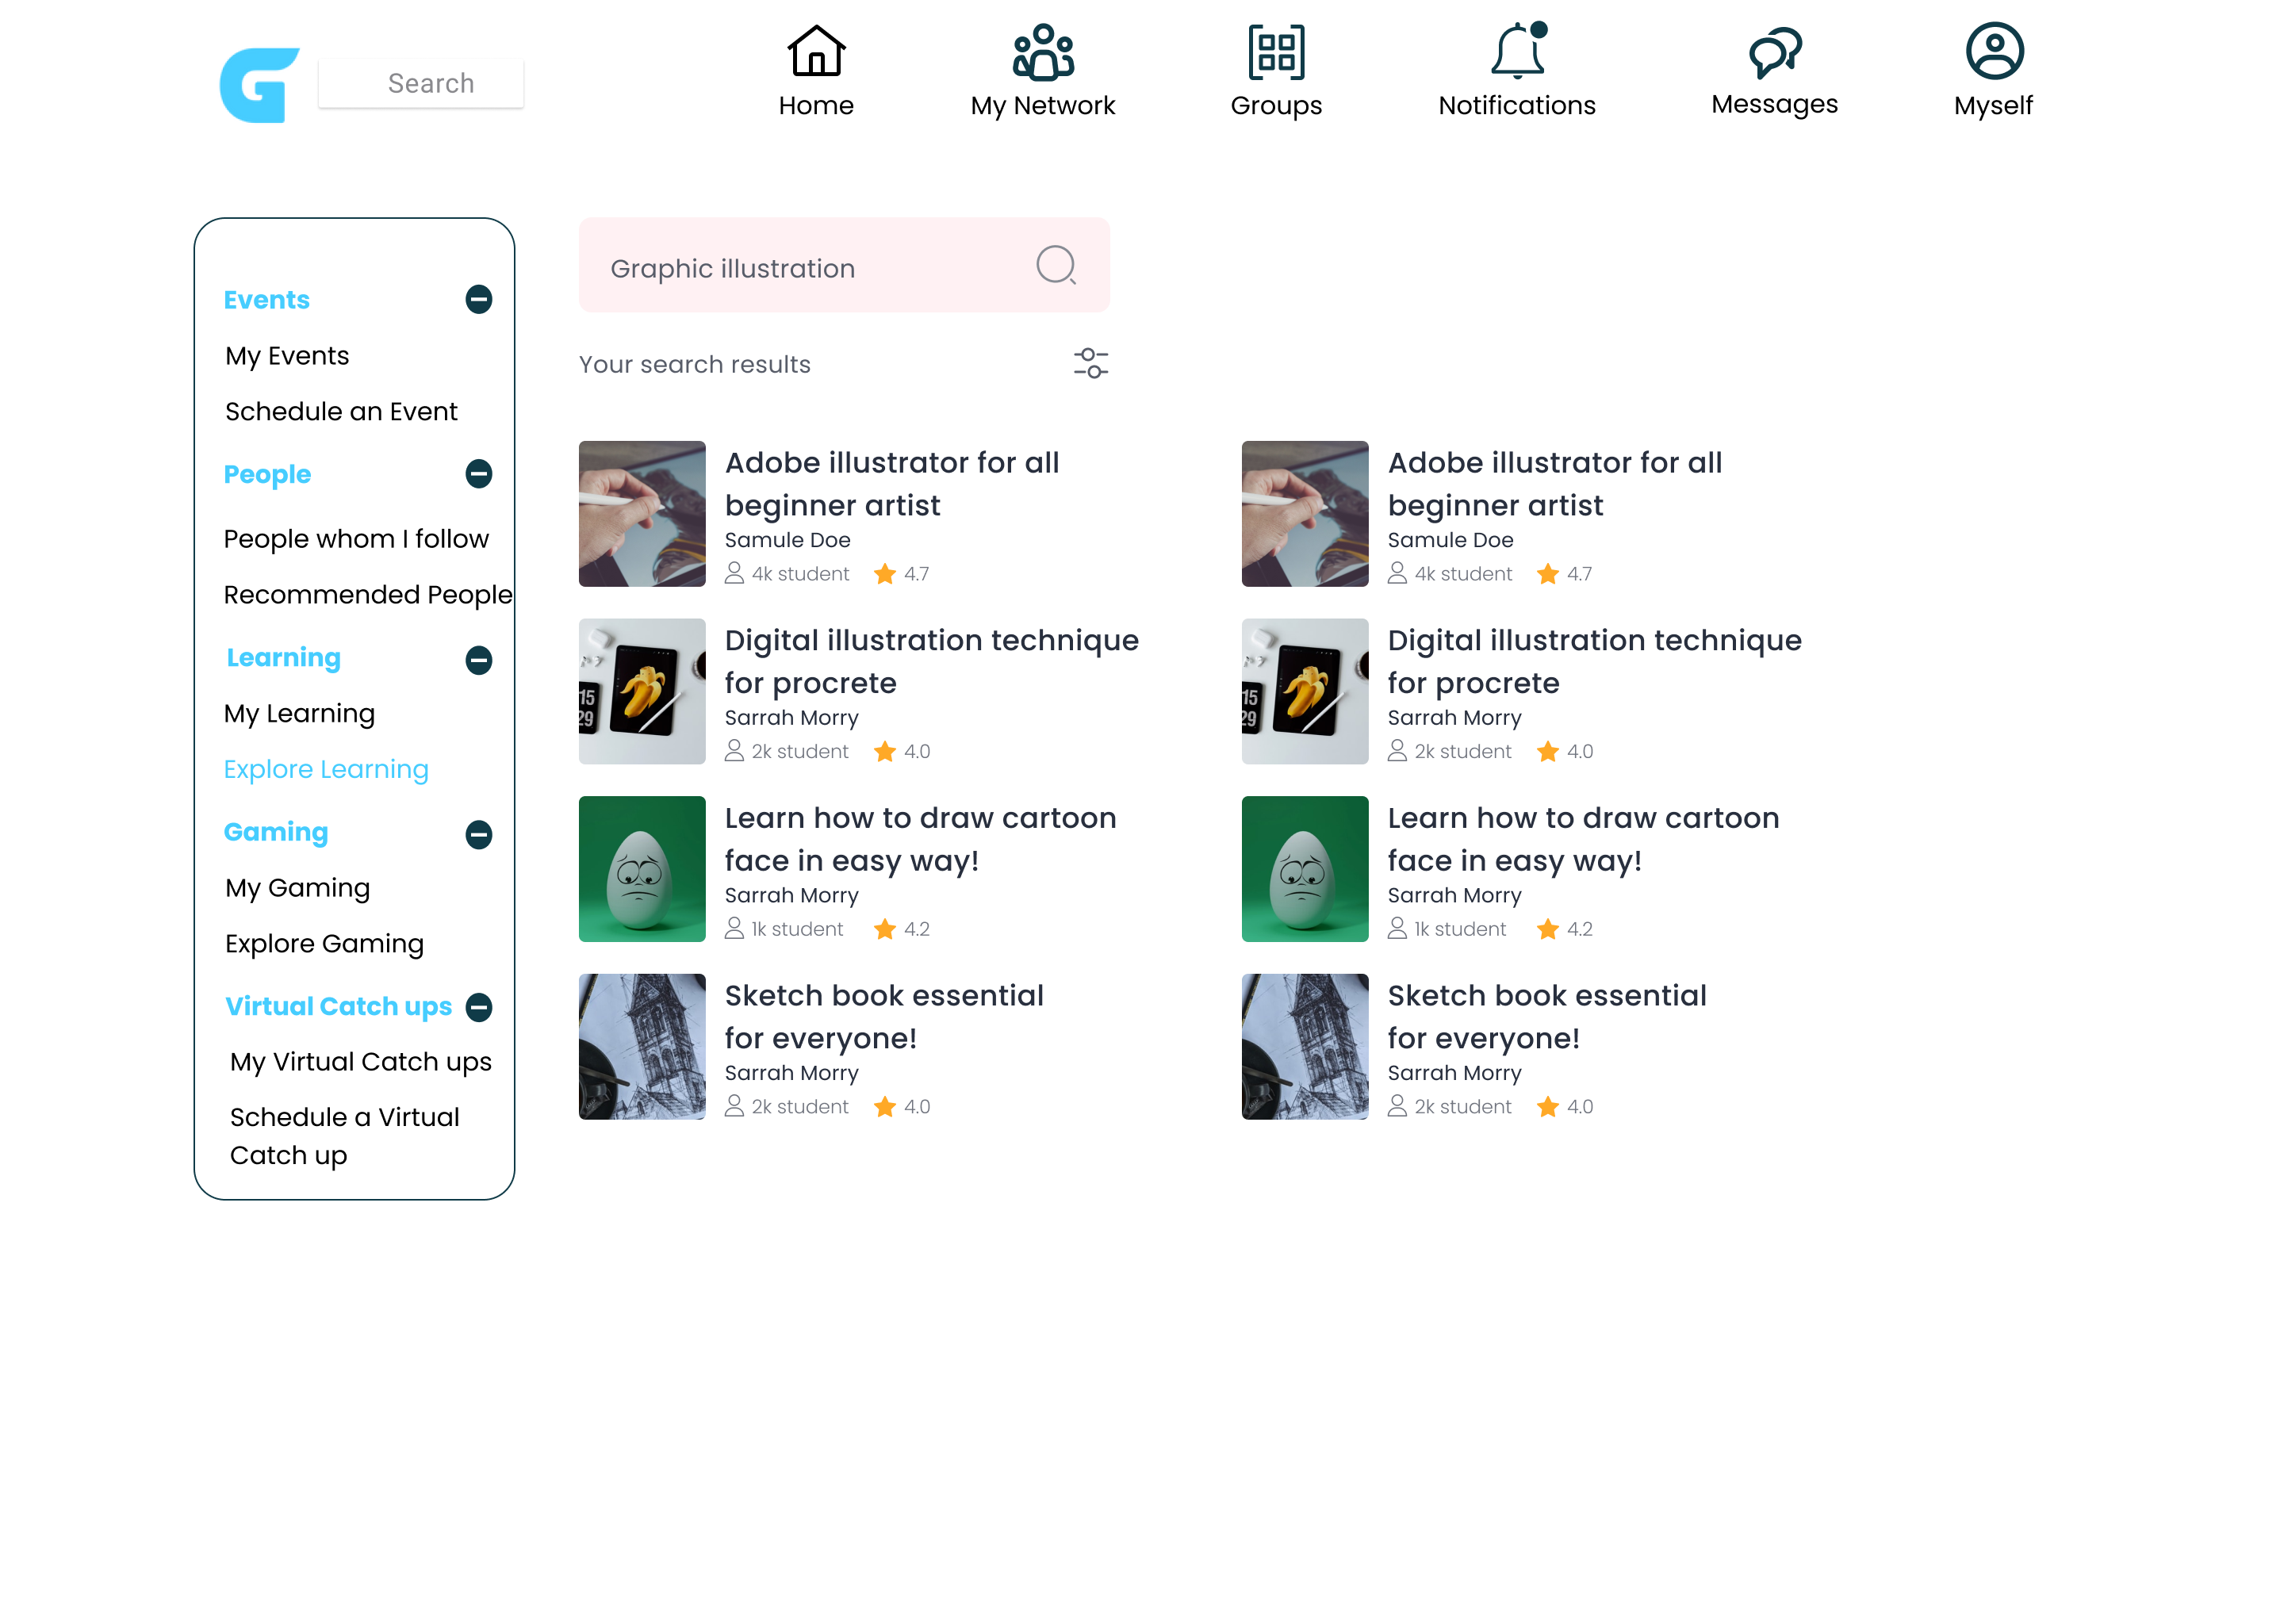 G
Search
Home
My Network
Groups
Notifications
Messages
Myself
Events
My Events
Schedule an Event
People
People whom I follow
Recommended People
Learning
My Learning
Explore Learning
Gaming
My Gaming
Explore Gaming
Virtual Catch ups
My Virtual Catch ups
Schedule a Virtual
Catch up
Graphic illustration
Your search results
Adobe illustrator for all
beginner artist
Samule Doe
4k student 4.7
Digital illustration technique
for procrete
Sarrah Morry
2k student 4.0
15
29
Learn how to draw cartoon
face in easy way!
Sarrah Morry
1k student 4.2
Sketch book essential
for everyone!
Sarrah Morry
2k student 4.0
Adobe illustrator for all
beginner artist
Samule Doe
4k student 4.7
Digital illustration technique
for procrete
Sarrah Morry
2k student 4.0
15
29
Learn how to draw cartoon
face in easy way!
Sarrah Morry
1k student 4.2
Sketch book essential
for everyone!
Sarrah Morry
2k student 4.0